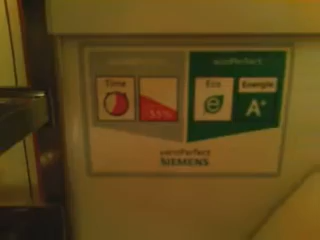 ecoPerfect
Time
55%
Eco
Energie
A+
varioPerfect
SIEMENS